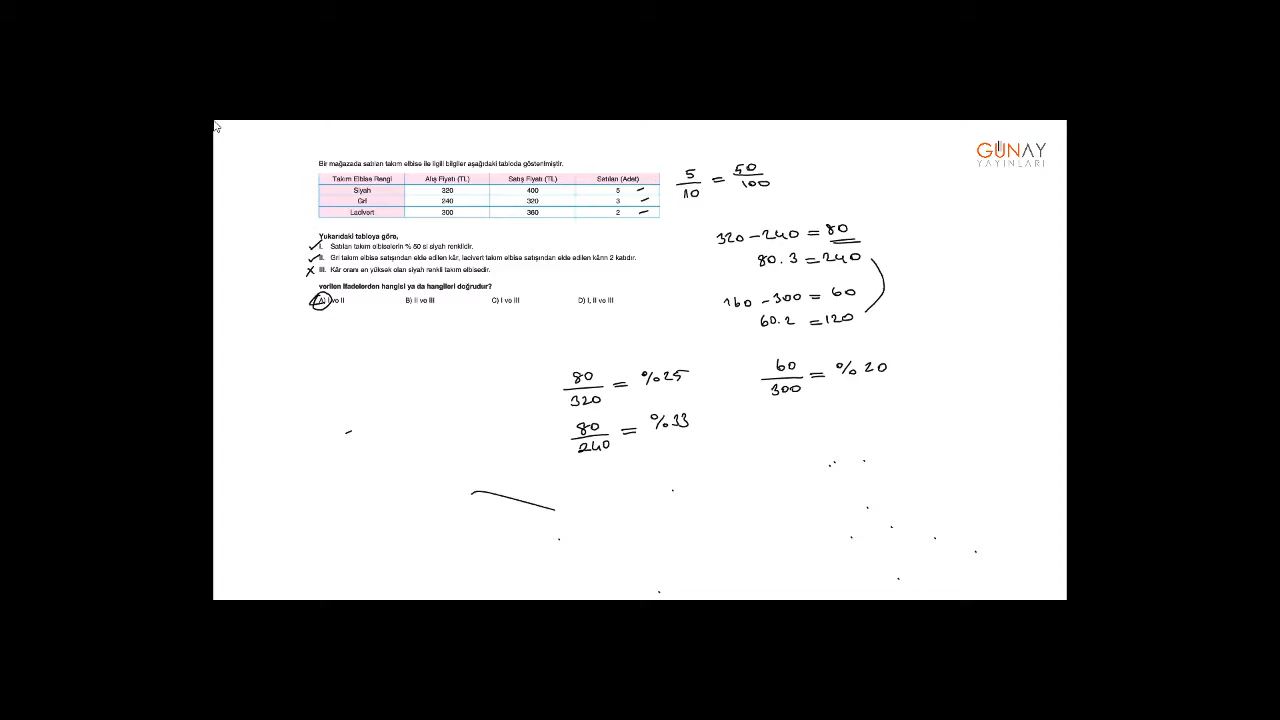 GÜNAY
YAYINLARI
Bir mağazada satılan takım elbise ile ilgili bilgiler aşağıdaki tabloda gösterilmiştir.
Takım Elbise Rengi Alış Fiyatı (TL) Satış Fiyatı (TL) Satılan (Adet)
Siyah 320 400 5
Gri 240 320 3
Lacivert 300 360 2
Yukarıdaki tabloya göre,
I. Satılan takım elbiselerin % 50 si siyah renklidir.
II. Gri takım elbise satışından elde edilen kâr, lacivert takım elbise satışından elde edilen kârın 2 katıdır.
III. Kâr oranı en yüksek olan siyah renkli takım elbisedir.
verilen ifadelerden hangisi ya da hangileri doğrudur?
A) I ve II B) II ve III C) I ve III D) I, II ve III
5/10 = 50/100
320 - 240 = 80
80 . 3 = 240
360 - 300 = 60
60 . 2 = 120
80/320 = %25
60/300 = %20
80/240 = %33